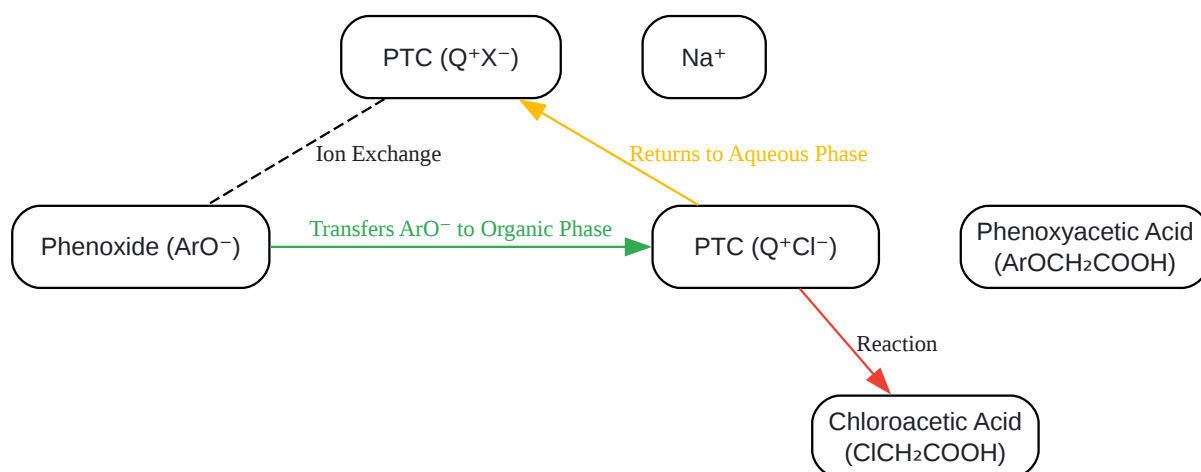 PTC (Q⁺X⁻)
Na⁺
Ion Exchange
Returns to Aqueous Phase
Phenoxide (ArO⁻)
Transfers ArO⁻ to Organic Phase
PTC (Q⁺Cl⁻)
Phenoxyacetic Acid
(ArOCH₂COOH)
Reaction
Chloroacetic Acid
(ClCH₂COOH)